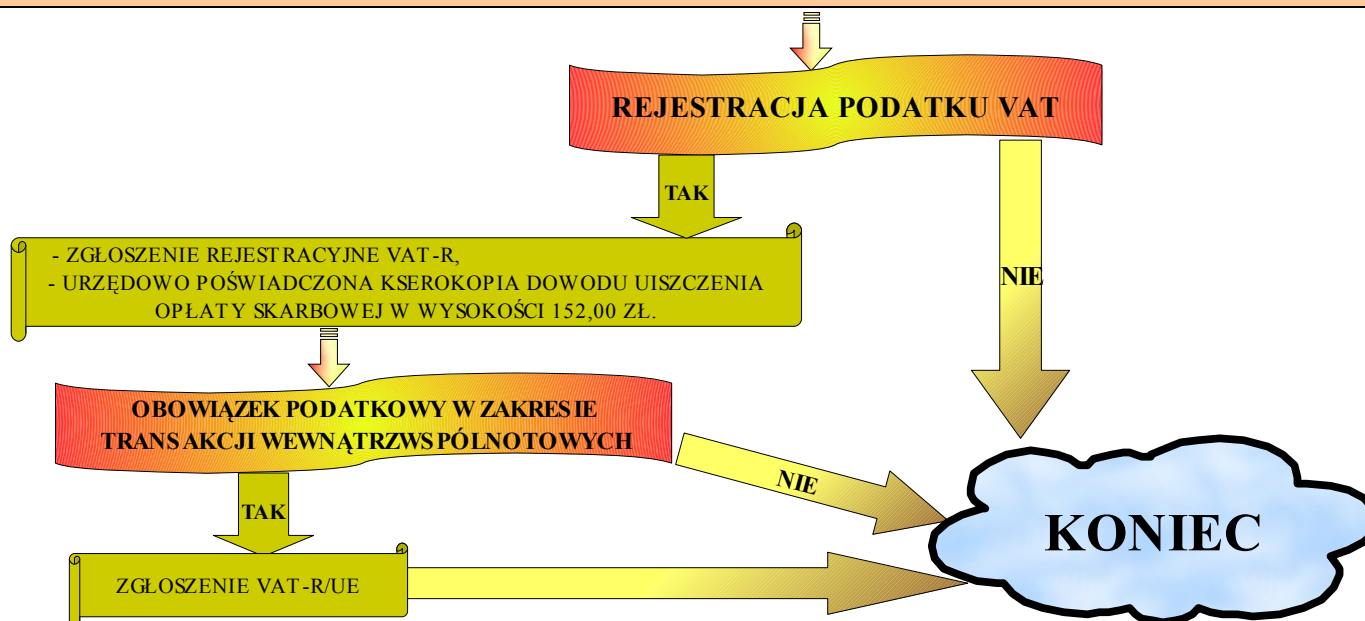 REJESTRACJA PODATKU VAT
TAK
NIE
- ZGŁOSZENIE REJESTRACYJNE VAT-R,
- URZĘDOWO POŚWIADCZONA KSEROKOPIA DOWODU UISZCZENIA
OPŁATY SKARBOWEJ W WYSOKOŚCI 152,00 ZŁ.
OBOWIĄZEK PODATKOWY W ZAKRESIE
TRANSAKCJI WEWNĄTRZWSPÓLNOTOWYCH
NIE
TAK
KONIEC
ZGŁOSZENIE VAT-R/UE